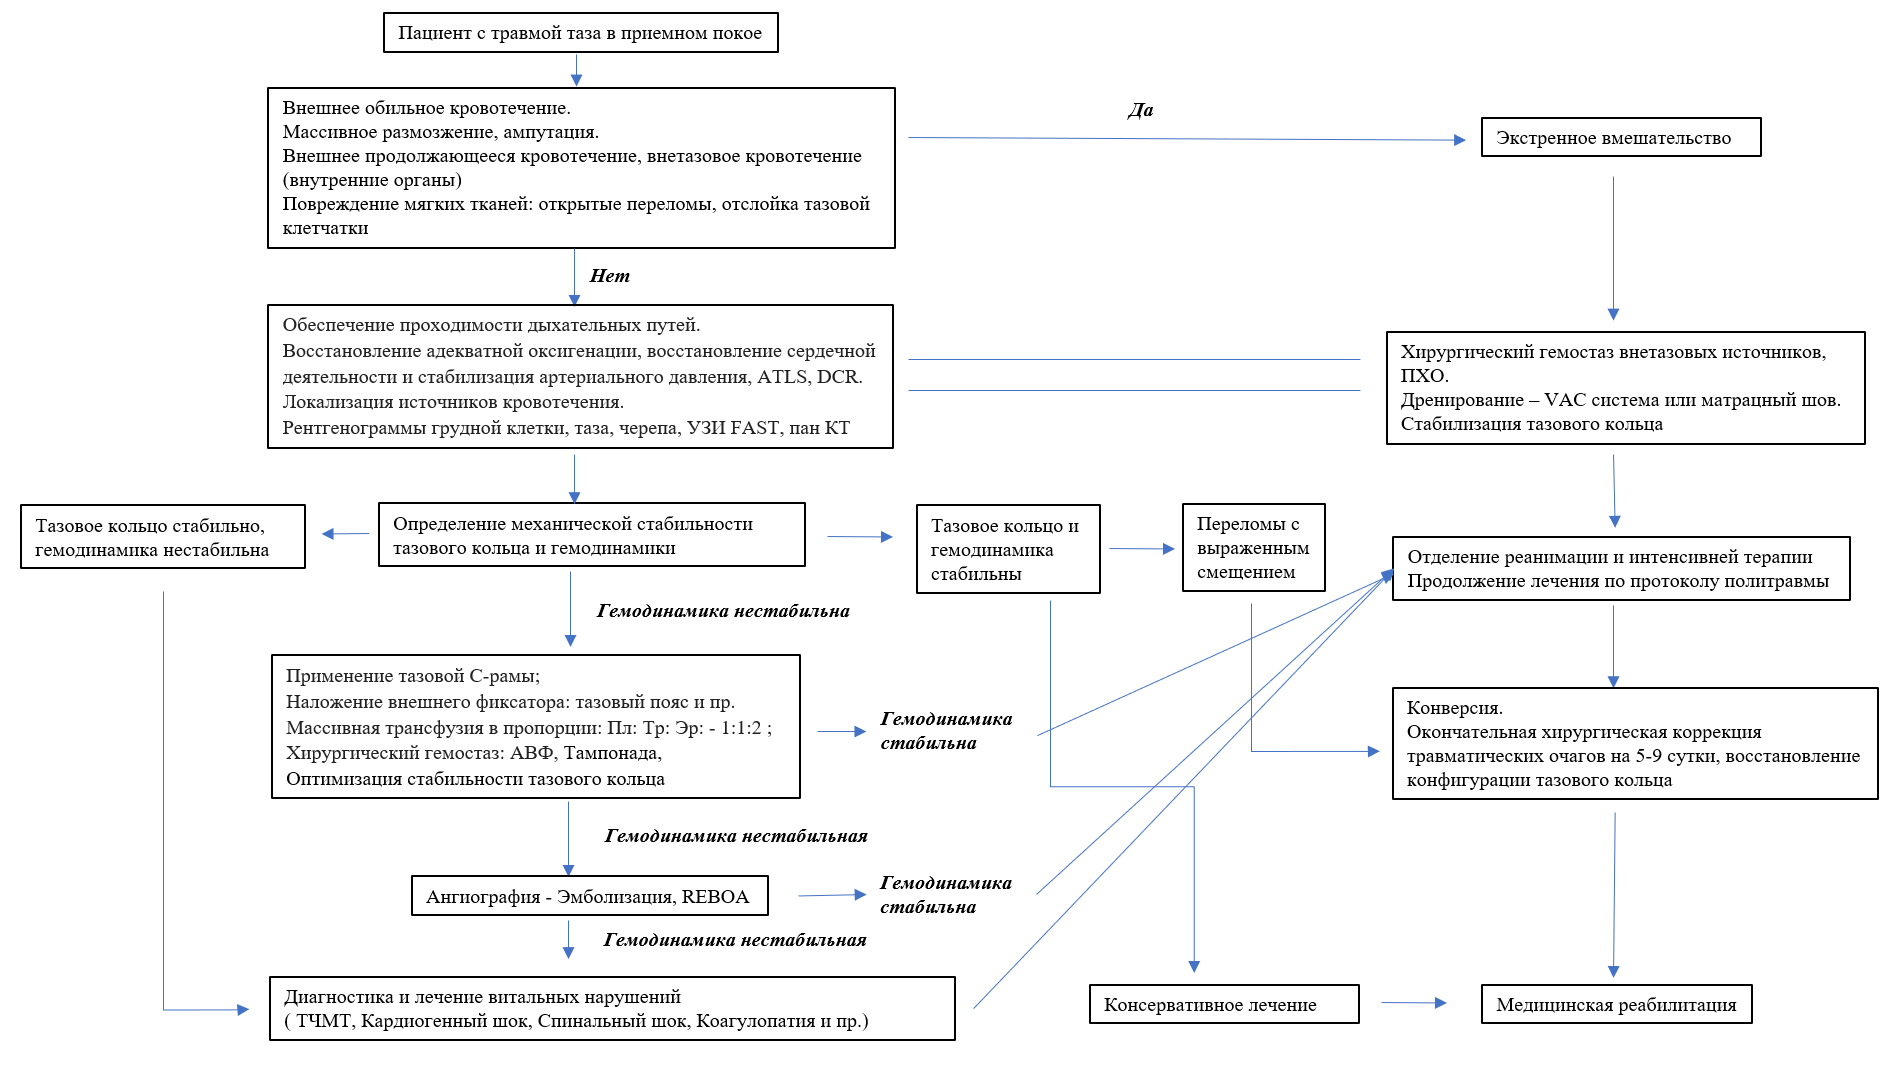 Пациент с травмой таза в приемном покое
Внешнее обильное кровотечение.
Массивное размозжение, ампутация.
Внешнее продолжающееся кровотечение, внетазовое кровотечение
(внутренние органы)
Повреждение мягких тканей: открытые переломы, отслойка тазовой
клетчатки
Да
Экстренное вмешательство
Нет
Обеспечение проходимости дыхательных путей.
Восстановление адекватной оксигенации, восстановление сердечной
деятельности и стабилизация артериального давления, ATLS, DCR.
Локализация источников кровотечения.
Рентгенограммы грудной клетки, таза, черепа, УЗИ FAST, пан КТ
Хирургический гемостаз внетазовых источников,
ПХО.
Дренирование – VAC система или матрацный шов.
Стабилизация тазового кольца
Тазовое кольцо стабильно,
гемодинамика нестабильна
Определение механической стабильности
тазового кольца и гемодинамики
Тазовое кольцо и
гемодинамика
стабильны
Переломы с
выраженным
смещением
Отделение реанимации и интенсивней терапии
Продолжение лечения по протоколу политравмы
Гемодинамика нестабильна
Применение тазовой С-рамы;
Наложение внешнего фиксатора: тазовый пояс и пр.
Массивная трансфузия в пропорции: Пл: Тр: Эр: - 1:1:2 ;
Хирургический гемостаз: АВФ, Тампонада,
Оптимизация стабильности тазового кольца
Гемодинамика
стабильна
Конверсия.
Окончательная хирургическая коррекция
травматических очагов на 5-9 сутки, восстановление
конфигурации тазового кольца
Гемодинамика нестабильная
Ангиография - Эмболизация, REBOA
Гемодинамика
стабильна
Гемодинамика нестабильная
Диагностика и лечение витальных нарушений
( ТЧМТ, Кардиогенный шок, Спинальный шок, Коагулопатия и пр.)
Консервативное лечение
Медицинская реабилитация